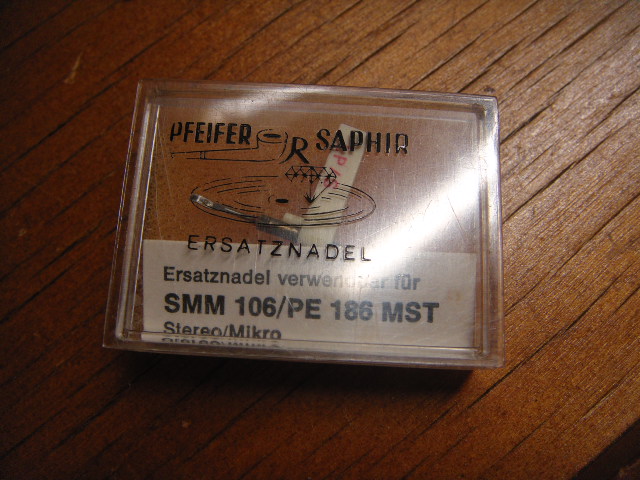 PFEIFER R SAPHIR
ERSATZNADEL
Ersatznadel verwendbar für
SMM 106/PE 186 MST
Stereo/Mikro